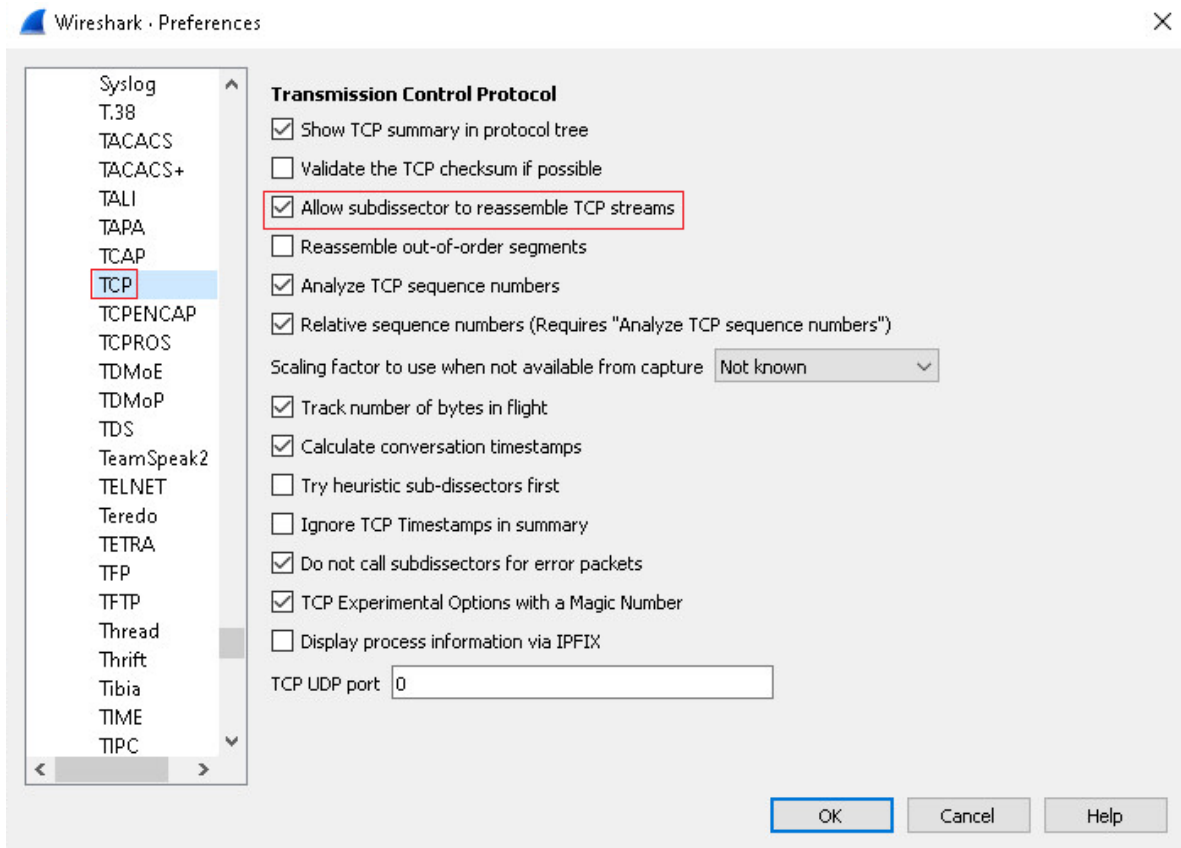 Wireshark · Preferences
Syslog
T.38
TACACS
TACACS+
TALI
TAPA
TCAP
TCP
TCPENCAP
TCPROS
TDMoE
TDMoP
TDS
TeamSpeak2
TELNET
Teredo
TETRA
TFP
TFTP
Thread
Thrift
Tibia
TIME
TIPC
Transmission Control Protocol
Show TCP summary in protocol tree
Validate the TCP checksum if possible
Allow subdissector to reassemble TCP streams
Reassemble out-of-order segments
Analyze TCP sequence numbers
Relative sequence numbers (Requires "Analyze TCP sequence numbers")
Scaling factor to use when not available from capture Not known
Track number of bytes in flight
Calculate conversation timestamps
Try heuristic sub-dissectors first
Ignore TCP Timestamps in summary
Do not call subdissectors for error packets
TCP Experimental Options with a Magic Number
Display process information via IPFIX
TCP UDP port 0
OK Cancel Help